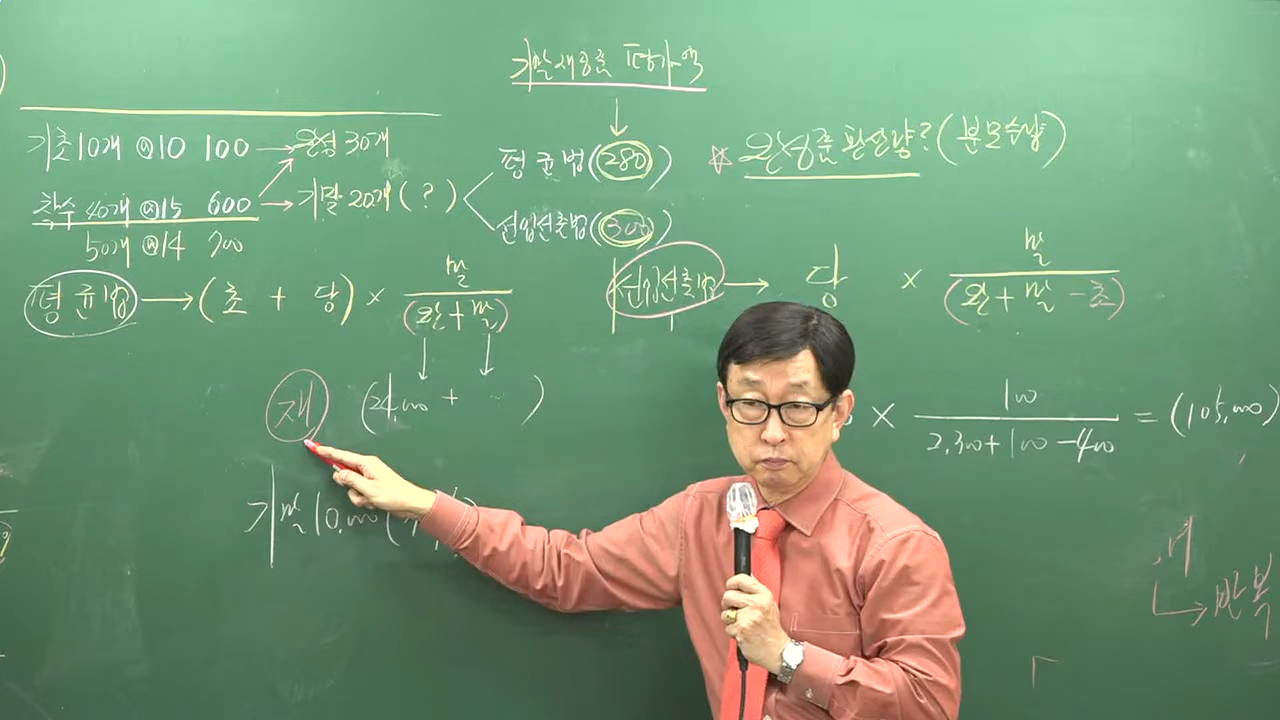 기말재공품 평가액
기초 10개 @10 100 → 완성 30개
착수 40개 @15 600 → 기말 20개 (?)
50개 @14 700
평균법 (280)
선입선출법 (300)
완성품 환산량? (분모수량)
평균법 → (초 + 당) × 말
(완 + 말)
선입선출법 → 당 × 말
(완 + 말 - 초)
재 (24,000 + )
× 100 = (105,000)
2,300 + 100 - 400
기말 10,000 (
→ 반복